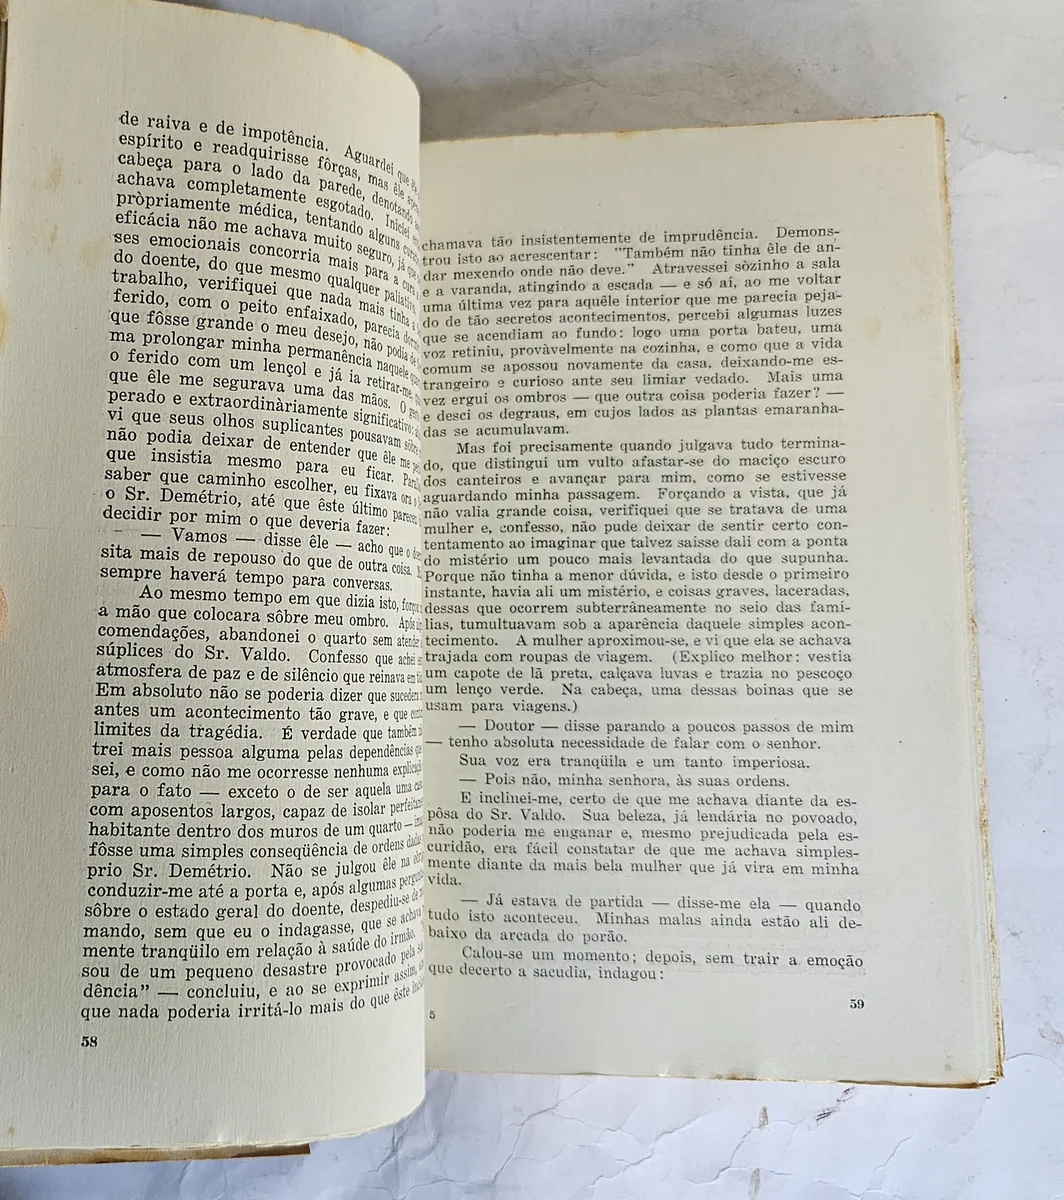 de raiva e de impotência. Aguardei que
espírito e readquirisse fôrças, mas êle
cabeça para o lado da parede, denotando
achava completamente esgotado. Iniciei
pròpriamente médica, tentando alguns
eficácia não me achava muito seguro, já que
ses emocionais concorria mais para a cura
do doente, do que mesmo qualquer paliativo.
trabalho, verifiquei que nada mais tinha a
ferido, com o peito enfaixado, parecia
que fôsse grande o meu desejo, não podia de
ma prolongar minha permanência naquele
o ferido com um lençol e já ia retirar-me,
que êle me segurava uma das mãos. O
perado e extraordinàriamente significativo:
vi que seus olhos suplicantes pousavam sôbre
não podia deixar de entender que êle me
que insistia mesmo para eu ficar.
saber que caminho escolher, eu fixava ora o
o Sr. Demétrio, até que êste último pareceu
decidir por mim o que deveria fazer:
— Vamos — disse êle — acho que o
sita mais de repouso do que de outra coisa.
sempre haverá tempo para conversas.
Ao mesmo tempo em que dizia isto,
a mão que colocara sôbre meu ombro. Após
comendações, abandonei o quarto sem atender
súplices do Sr. Valdo. Confesso que achei
atmosfera de paz e de silêncio que reinava em
Em absoluto não se poderia dizer que sucedera
antes um acontecimento tão grave, e que
limites da tragédia. É verdade que também
trei mais pessoa alguma pelas dependências que
sei, e como não me ocorresse nenhuma explicação
para o fato — exceto o de ser aquela uma casa
com aposentos largos, capaz de isolar
habitante dentro dos muros de um quarto —
fôsse uma simples conseqüência de ordens
prio Sr. Demétrio. Não se julgou êle na
conduzir-me até a porta e, após algumas
sôbre o estado geral do doente, despediu-se
mando, sem que eu o indagasse, que se achava
mente tranqüilo em relação à saúde do irmão.
sou de um pequeno desastre provocado pela
dência" — concluiu, e ao se exprimir assim,
que nada poderia irritá-lo mais do que êste
58
chamava tão insistentemente de imprudência. Demons-
trou isto ao acrescentar: "Também não tinha êle de an-
dar mexendo onde não deve." Atravessei sòzinho a sala
e a varanda, atingindo a escada — e só aí, ao me voltar
uma última vez para aquêle interior que me parecia peja-
do de tão secretos acontecimentos, percebi algumas luzes
que se acendiam ao fundo: logo uma porta bateu, uma
voz retiniu, provàvelmente na cozinha, e como que a vida
comum se apossou novamente da casa, deixando-me es-
trangeiro e curioso ante seu limiar vedado. Mais uma
vez ergui os ombros — que outra coisa poderia fazer? —
e desci os degraus, em cujos lados as plantas emaranha-
das se acumulavam.
Mas foi precisamente quando julgava tudo termina-
do, que distingui um vulto afastar-se do maciço escuro
dos canteiros e avançar para mim, como se estivesse
aguardando minha passagem. Forçando a vista, que já
não valia grande coisa, verifiquei que se tratava de uma
mulher e, confesso, não pude deixar de sentir certo con-
tentamento ao imaginar que talvez saísse dali com a ponta
do mistério um pouco mais levantada do que supunha.
Porque não tinha a menor dúvida, e isto desde o primeiro
instante, havia ali um mistério, e coisas graves, laceradas,
dessas que ocorrem subterrâneamente no seio das famí-
lias, tumultuavam sob a aparência daquele simples acon-
tecimento. A mulher aproximou-se, e vi que ela se achava
trajada com roupas de viagem. (Explico melhor: vestia
um capote de lã preta, calçava luvas e trazia no pescoço
um lenço verde. Na cabeça, uma dessas boinas que se
usam para viagens.)
— Doutor — disse parando a poucos passos de mim
— tenho absoluta necessidade de falar com o senhor.
Sua voz era tranqüila e um tanto imperiosa.
— Pois não, minha senhora, às suas ordens.
E inclinei-me, certo de que me achava diante da es-
pôsa do Sr. Valdo. Sua beleza, já lendária no povoado,
não poderia me enganar e, mesmo prejudicada pela es-
curidão, era fácil constatar de que me achava simples-
mente diante da mais bela mulher que já vira em minha
vida.
— Já estava de partida — disse-me ela — quando
tudo isto aconteceu. Minhas malas ainda estão ali de-
baixo da arcada do porão.
Calou-se um momento; depois, sem trair a emoção
que decerto a sacudia, indagou:
5
59